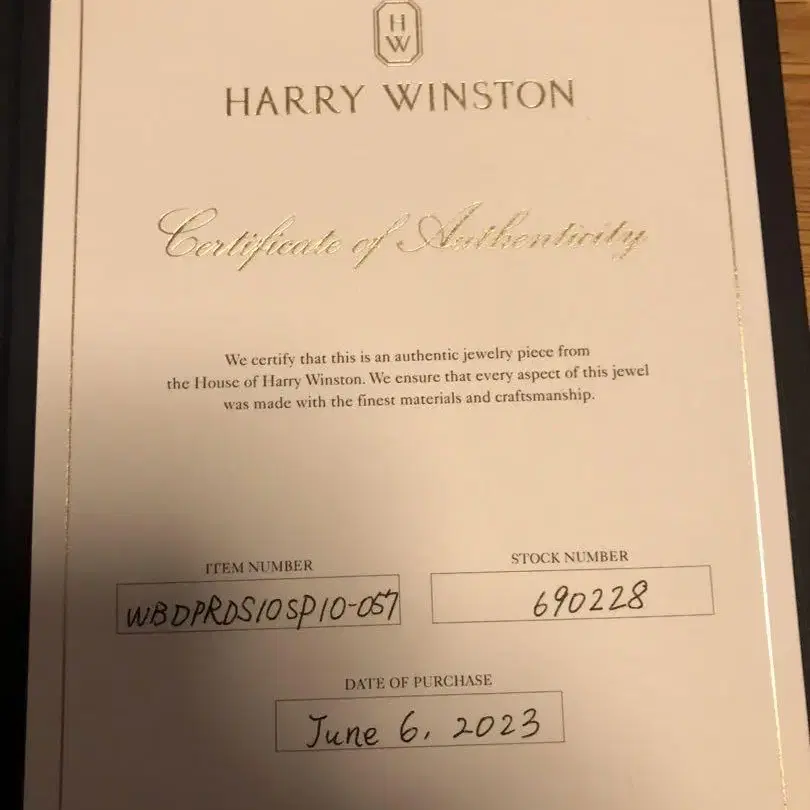 H
W
HARRY WINSTON
Certificate of Authenticity
We certify that this is an authentic jewelry piece from
the House of Harry Winston. We ensure that every aspect of this jewel
was made with the finest materials and craftsmanship.
ITEM NUMBER
WBDPRDS10SP10-057
STOCK NUMBER
690228
DATE OF PURCHASE
June 6, 2023